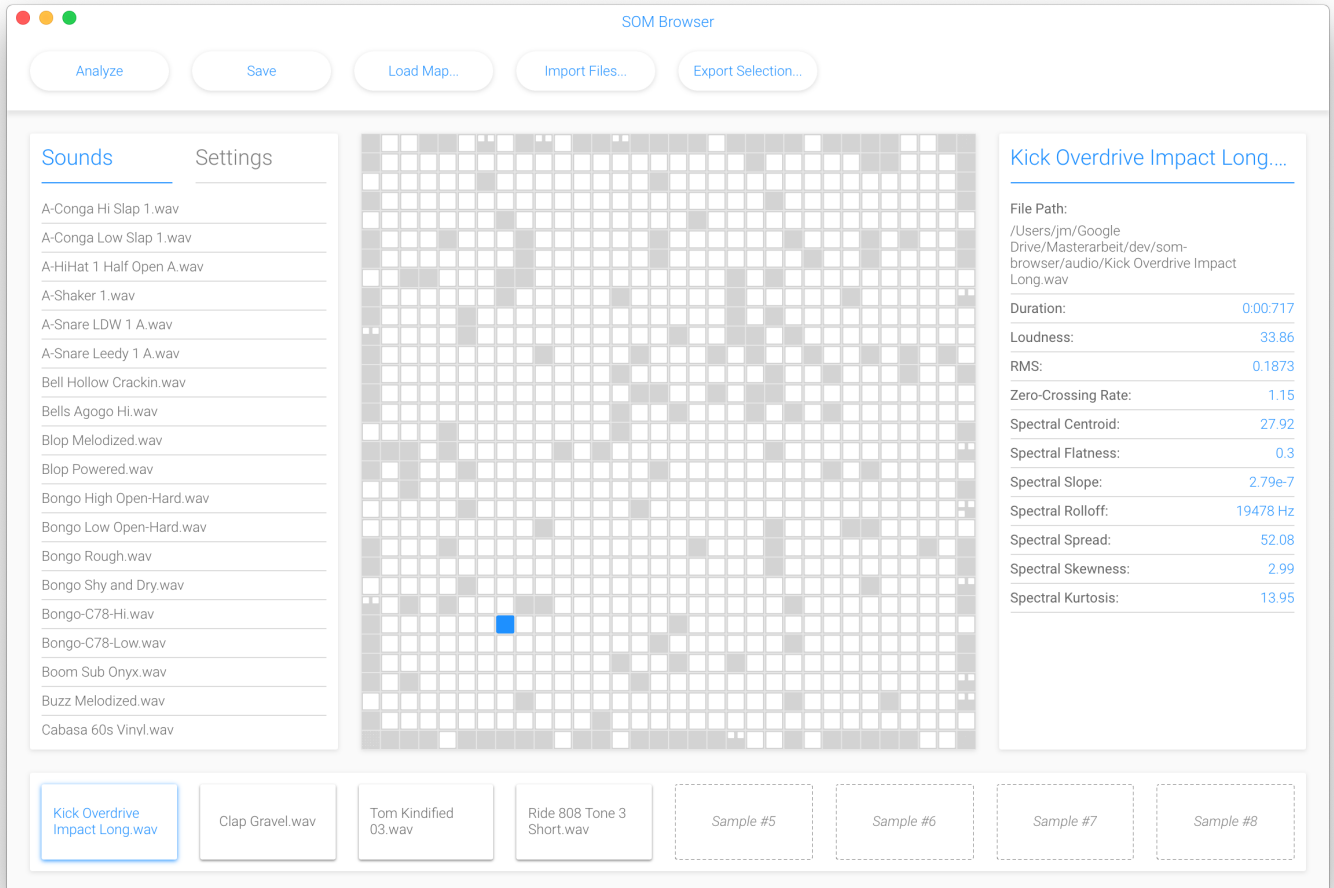 SOM Browser
Analyze
Save
Load Map...
Import Files...
Export Selection...
Sounds
Settings
A-Conga Hi Slap 1.wav
A-Conga Low Slap 1.wav
A-HiHat 1 Half Open A.wav
A-Shaker 1.wav
A-Snare LDW 1 A.wav
A-Snare Leedy 1 A.wav
Bell Hollow Crackin.wav
Bells Agogo Hi.wav
Blop Melodized.wav
Blop Powered.wav
Bongo High Open-Hard.wav
Bongo Low Open-Hard.wav
Bongo Rough.wav
Bongo Shy and Dry.wav
Bongo-C78-Hi.wav
Bongo-C78-Low.wav
Boom Sub Onyx.wav
Buzz Melodized.wav
Cabasa 60s Vinyl.wav
Kick Overdrive Impact Long....
File Path:
/Users/jm/Google
Drive/Masterarbeit/dev/som-
browser/audio/Kick Overdrive Impact
Long.wav
Duration: 0:00:717
Loudness: 33.86
RMS: 0.1873
Zero-Crossing Rate: 1.15
Spectral Centroid: 27.92
Spectral Flatness: 0.3
Spectral Slope: 2.79e-7
Spectral Rolloff: 19478 Hz
Spectral Spread: 52.08
Spectral Skewness: 2.99
Spectral Kurtosis: 13.95
Kick Overdrive
Impact Long.wav
Clap Gravel.wav
Tom Kindified
03.wav
Ride 808 Tone 3
Short.wav
Sample #5
Sample #6
Sample #7
Sample #8